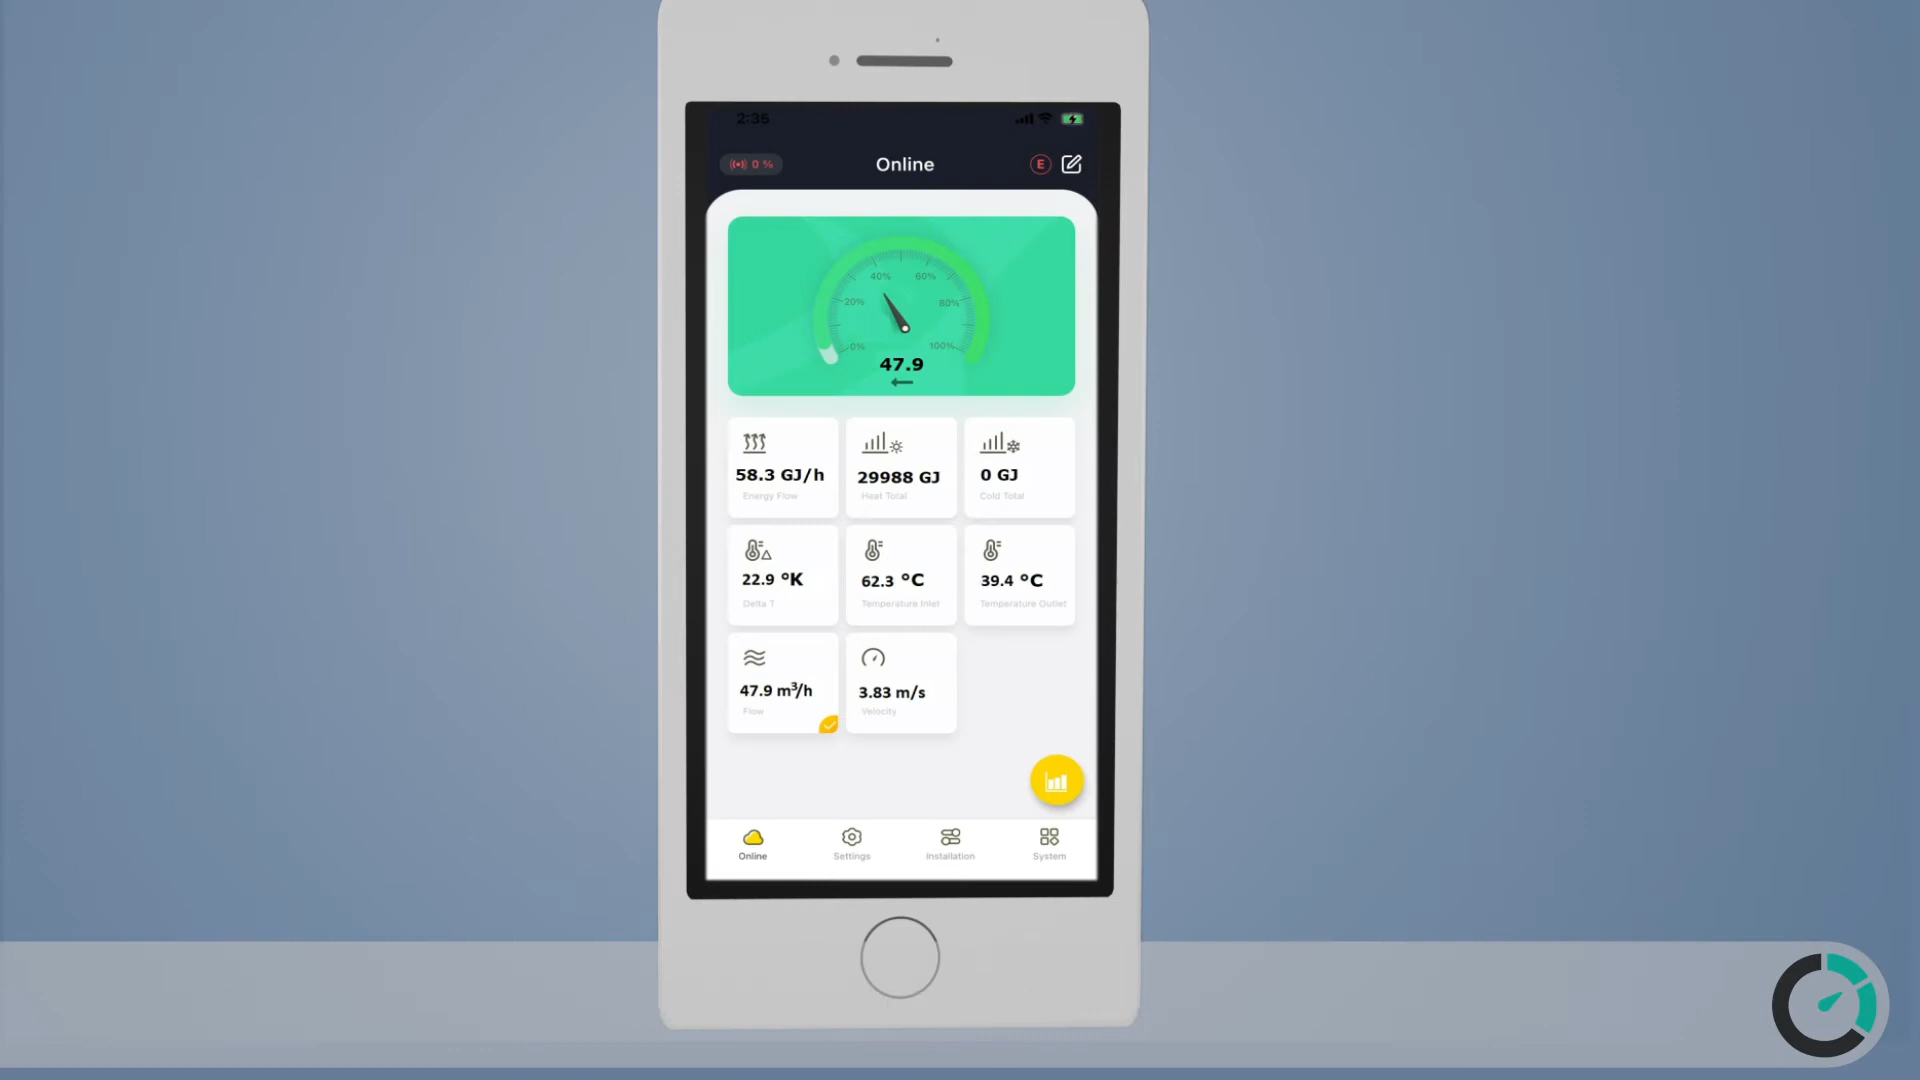 2:35
0 %
Online
E
40%
60%
20%
80%
0%
100%
47.9
58.3 GJ/h
Energy Flow
29988 GJ
Heat Total
0 GJ
Cold Total
22.9 °K
Delta T
62.3 °C
Temperature Inlet
39.4 °C
Temperature Outlet
47.9 m³/h
Flow
3.83 m/s
Velocity
Online
Settings
Installation
System